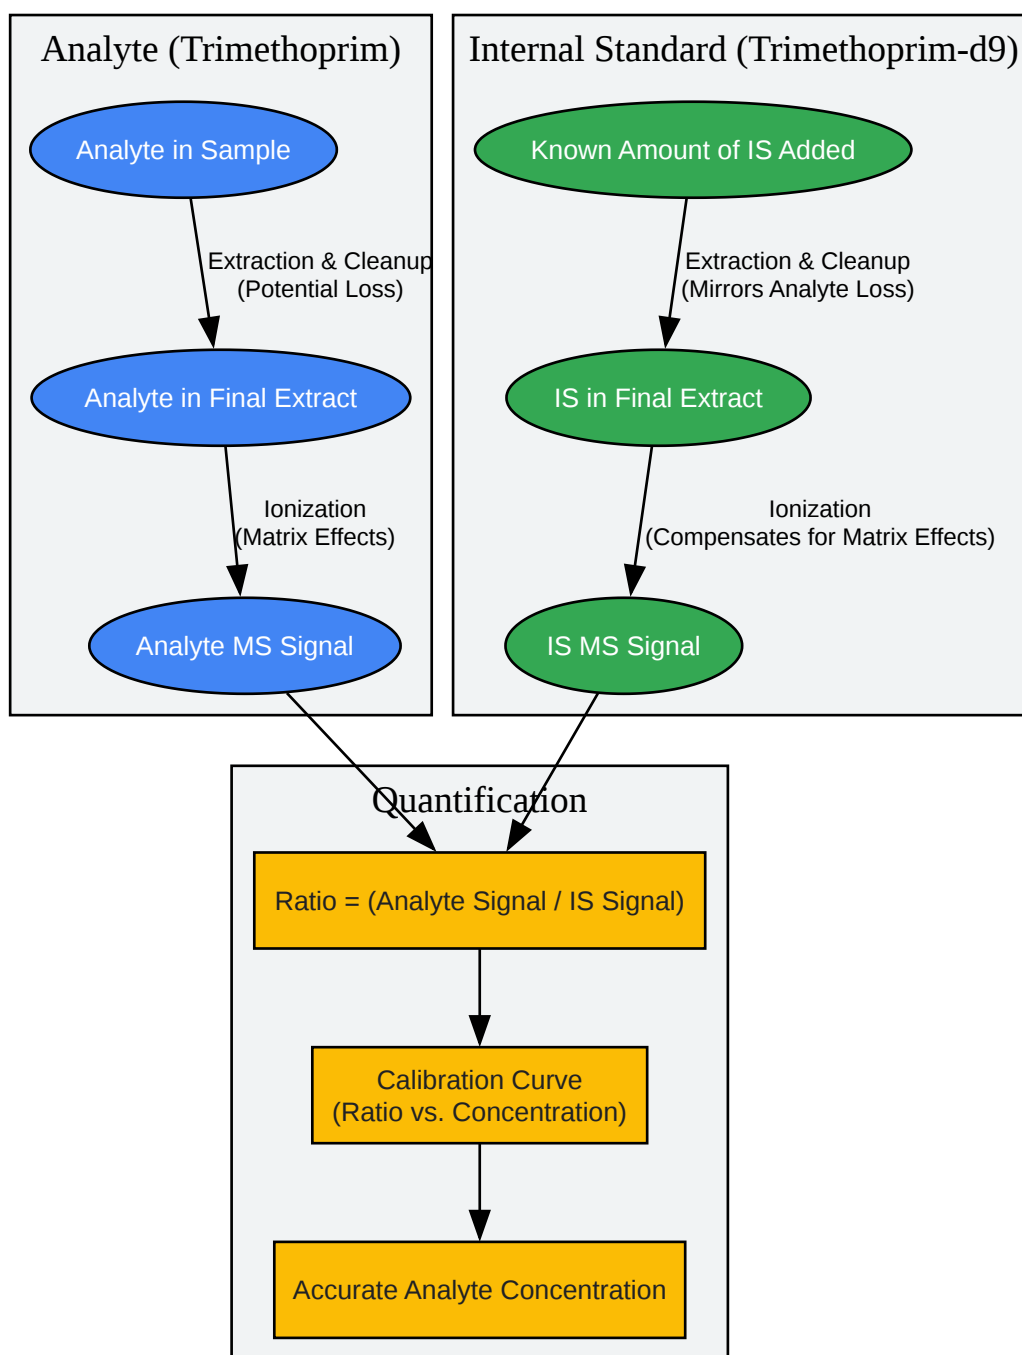 Analyte (Trimethoprim)
Analyte in Sample
Extraction & Cleanup
(Potential Loss)
Analyte in Final Extract
Ionization
(Matrix Effects)
Analyte MS Signal
Internal Standard (Trimethoprim-d9)
Known Amount of IS Added
Extraction & Cleanup
(Mirrors Analyte Loss)
IS in Final Extract
Ionization
(Compensates for Matrix Effects)
IS MS Signal
Quantification
Ratio = (Analyte Signal / IS Signal)
Calibration Curve
(Ratio vs. Concentration)
Accurate Analyte Concentration